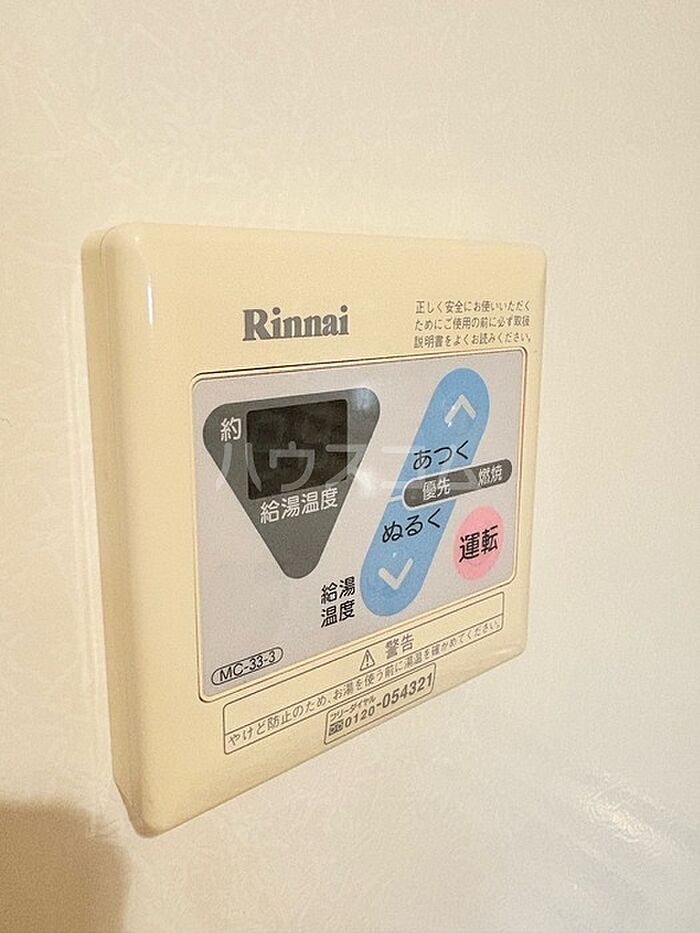 Rinnai
正しく安全にお使いいただく
ためにご使用の前に必ず取扱
説明書をよくお読みください。
約
給湯温度
あつく
優先 燃焼
ぬるく
運転
給湯
温度
MC-33-3
警告
やけど防止のため、お湯を使う前に湯温を確かめてください。
フリーダイヤル
0120-054321
ハウスコム